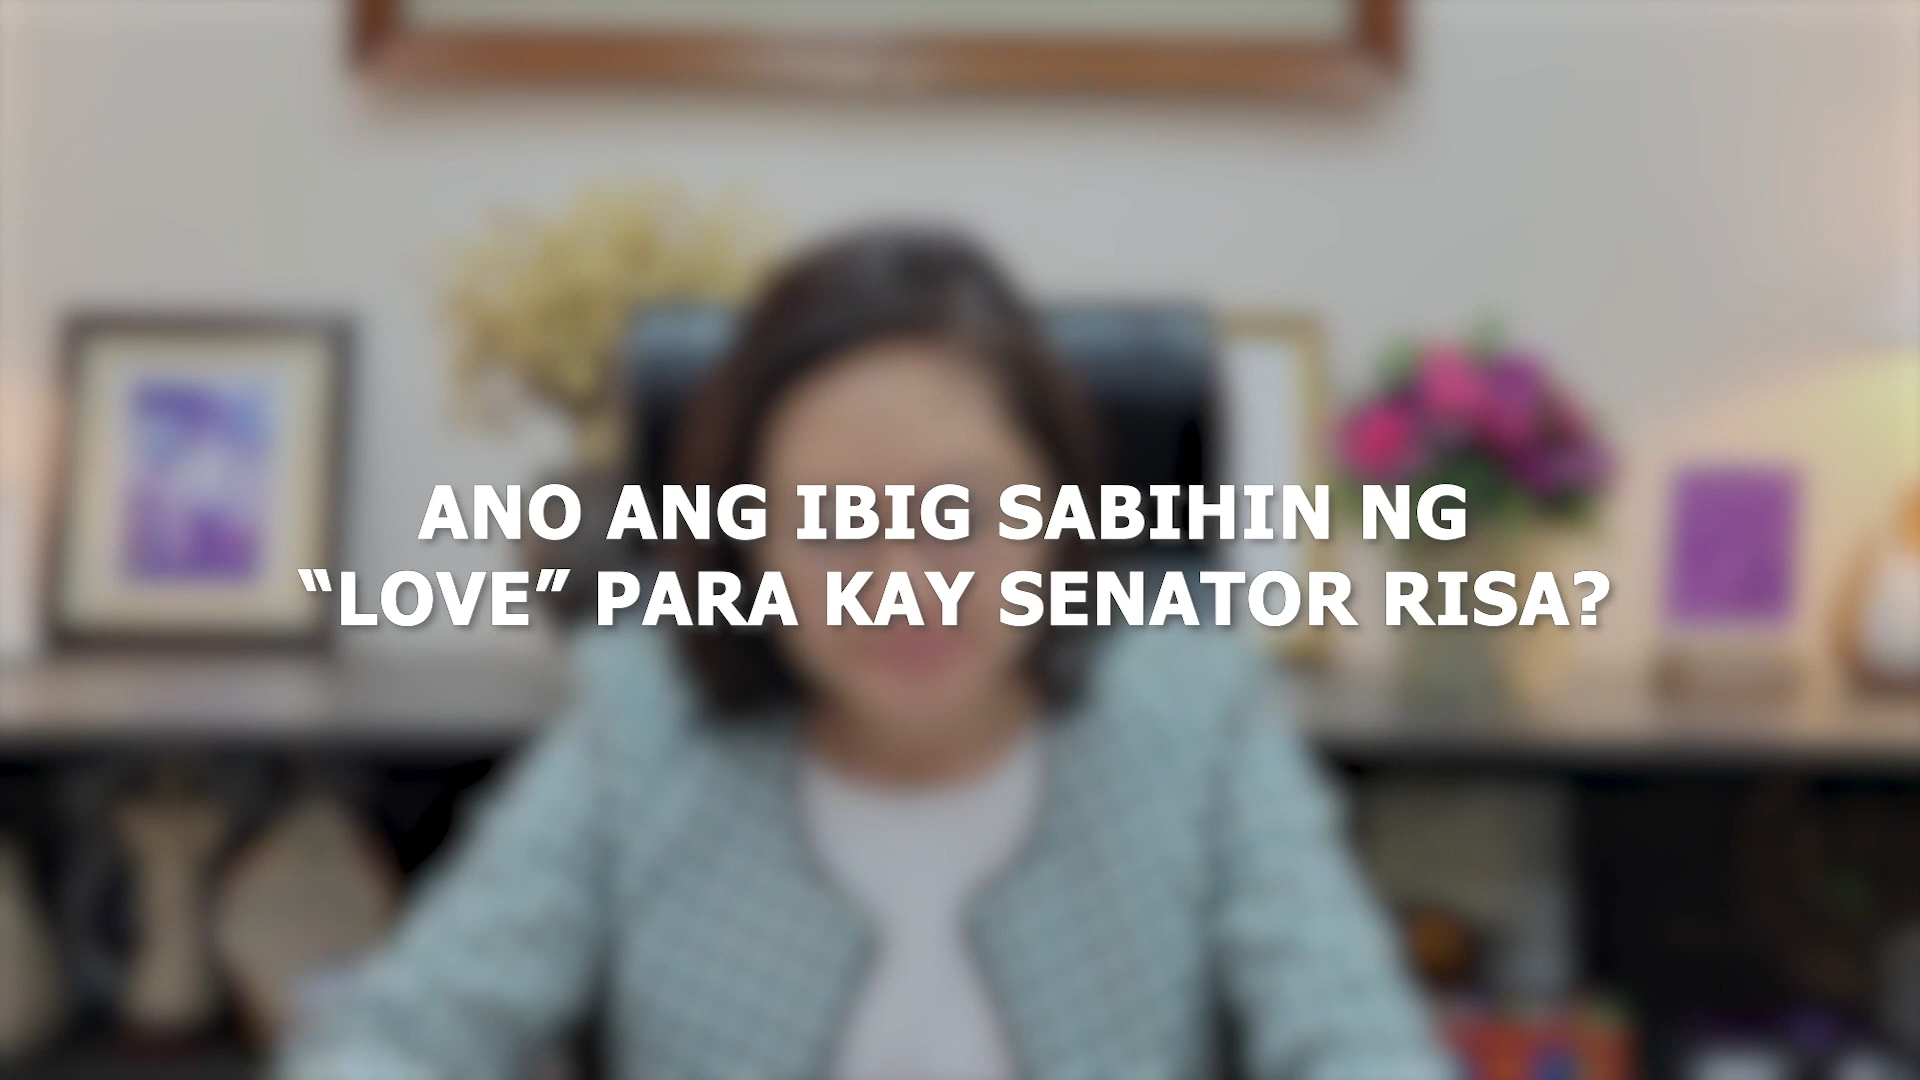 ANO ANG IBIG SABIHIN NG
“LOVE” PARA KAY SENATOR RISA?